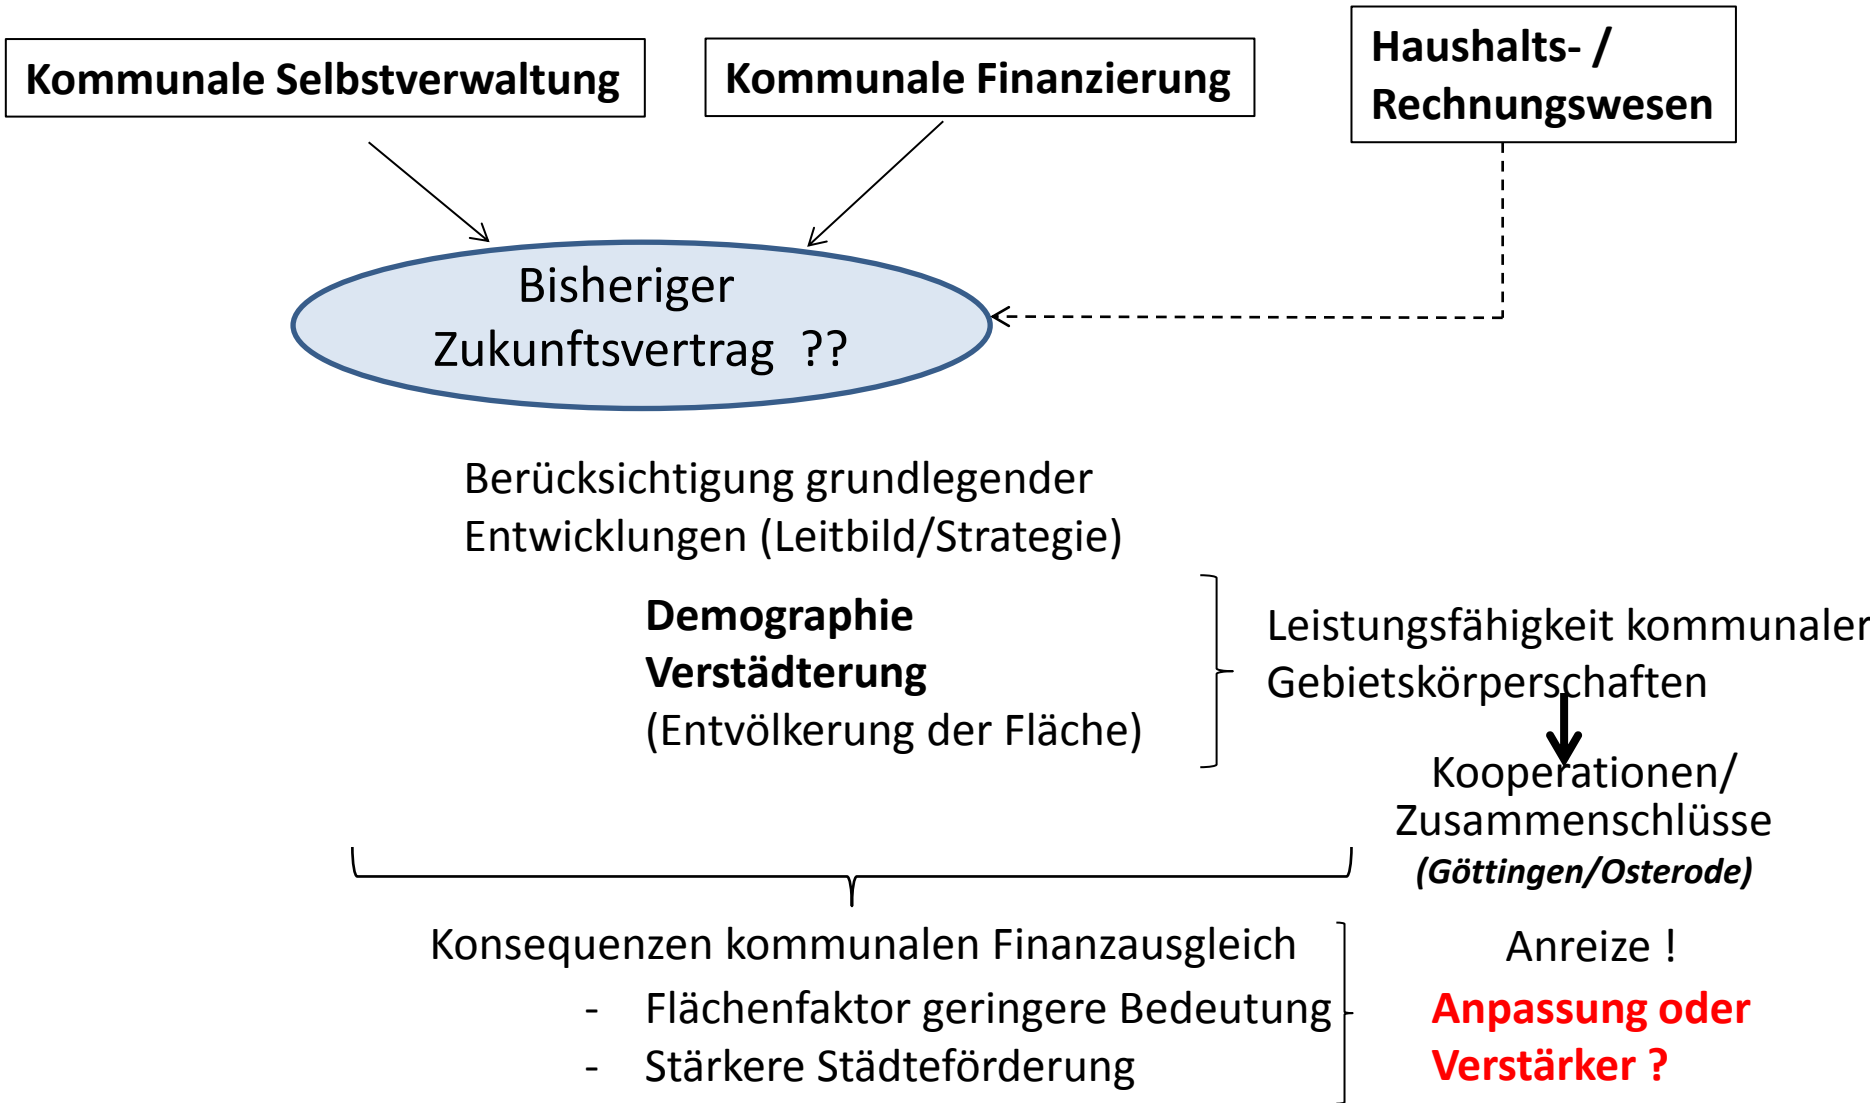 Kommunale Selbstverwaltung
Kommunale Finanzierung
Haushalts- /
Rechnungswesen
Bisheriger
Zukunftsvertrag ??
Berücksichtigung grundlegender
Entwicklungen (Leitbild/Strategie)
Demographie
Verstädterung
(Entvölkerung der Fläche)
Leistungsfähigkeit kommunaler
Gebietskörperschaften
Kooperationen/
Zusammenschlüsse
(Göttingen/Osterode)
Konsequenzen kommunalen Finanzausgleich
- Flächenfaktor geringere Bedeutung
- Stärkere Städteförderung
Anreize !
Anpassung oder
Verstärker ?